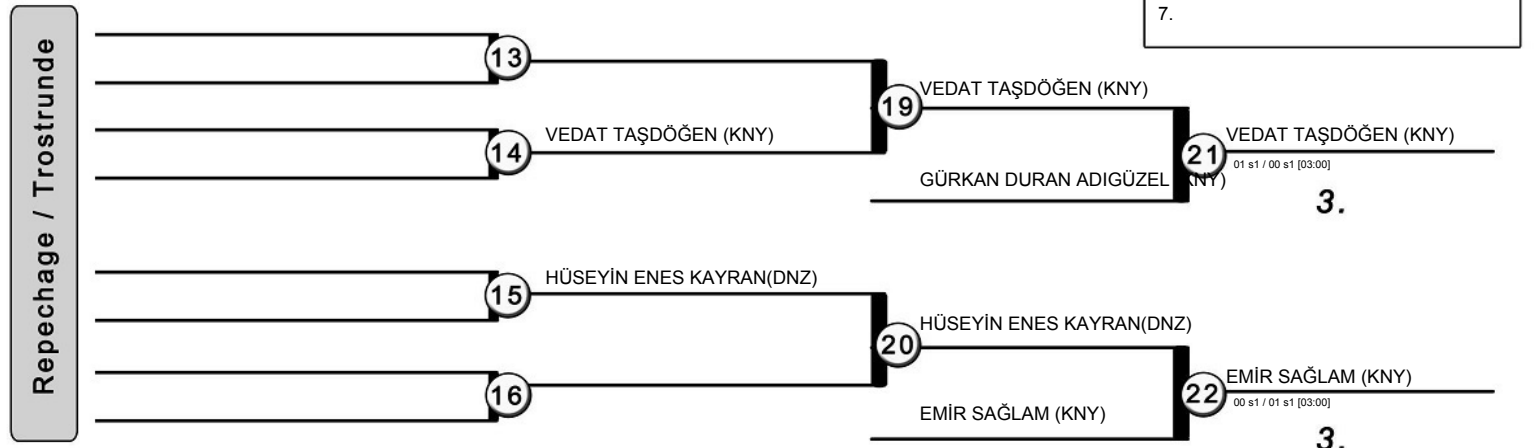 Repechage / Trostrunde
7.
13
19
VEDAT TAŞDÖĞEN (KNY)
14
VEDAT TAŞDÖĞEN (KNY)
21
VEDAT TAŞDÖĞEN (KNY)
01 s1 / 00 s1 [03:00]
GÜRKAN DURAN ADIGÜZEL KNY)
3.
15
HÜSEYİN ENES KAYRAN(DNZ)
20
HÜSEYİN ENES KAYRAN(DNZ)
16
22
EMİR SAĞLAM (KNY)
00 s1 / 01 s1 [03:00]
EMİR SAĞLAM (KNY)
3.